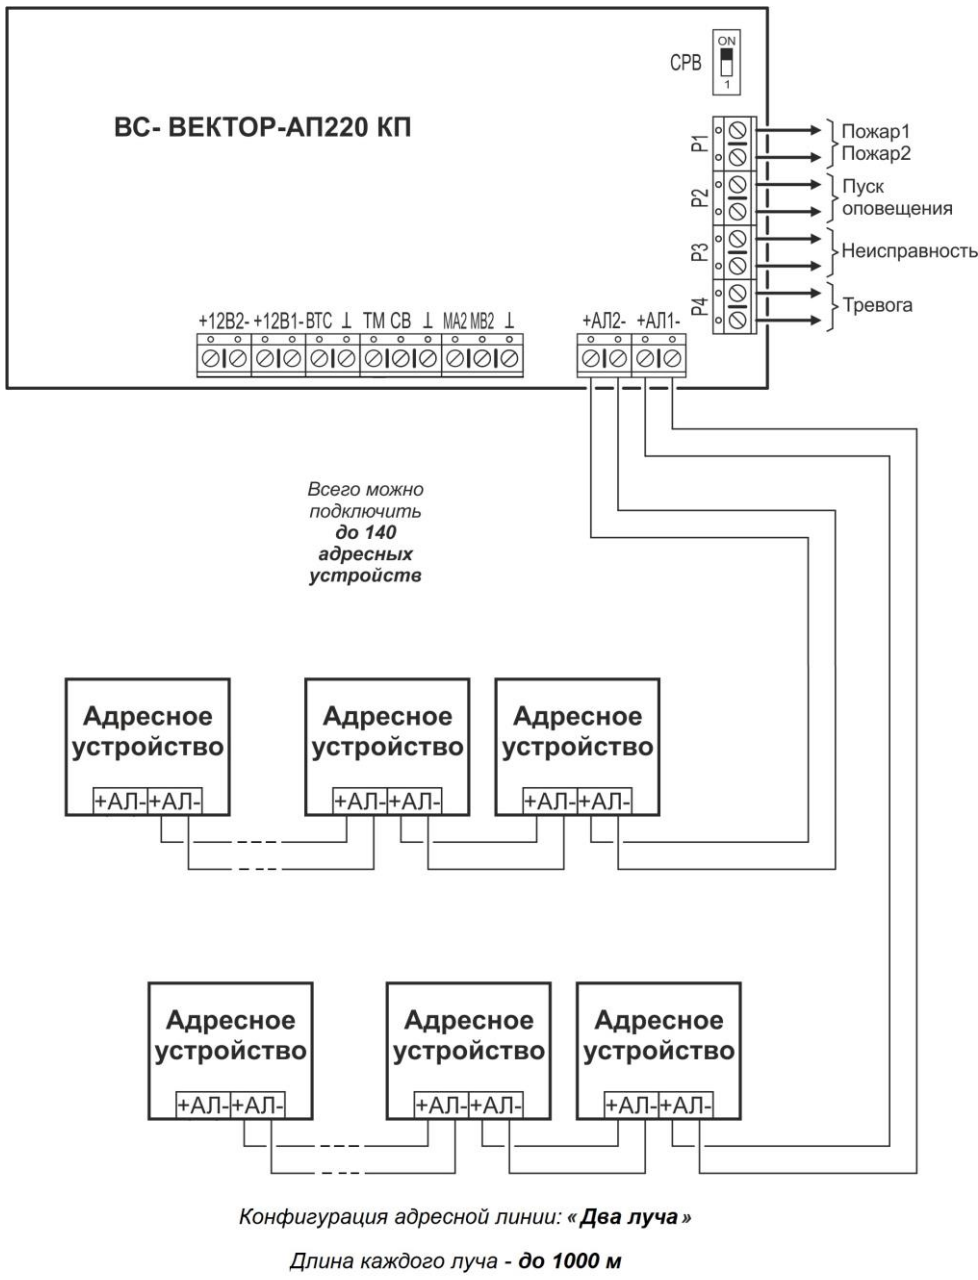 ON
СРВ
1
ВС- ВЕКТОР-АП220 КП
Р1
Пожар1
Пожар2
Р2
Пуск
оповещения
Р3
Неисправность
Р4
Тревога
+12В2- +12В1- ВТС ⊥ ТМ СВ ⊥ МА2 МВ2 ⊥
+АЛ2- +АЛ1-
Всего можно
подключить
до 140
адресных
устройств
Адресное
устройство
+АЛ-+АЛ-
Адресное
устройство
+АЛ-+АЛ-
Адресное
устройство
+АЛ-+АЛ-
Адресное
устройство
+АЛ-+АЛ-
Адресное
устройство
+АЛ-+АЛ-
Адресное
устройство
+АЛ-+АЛ-
Конфигурация адресной линии: «Два луча»
Длина каждого луча - до 1000 м